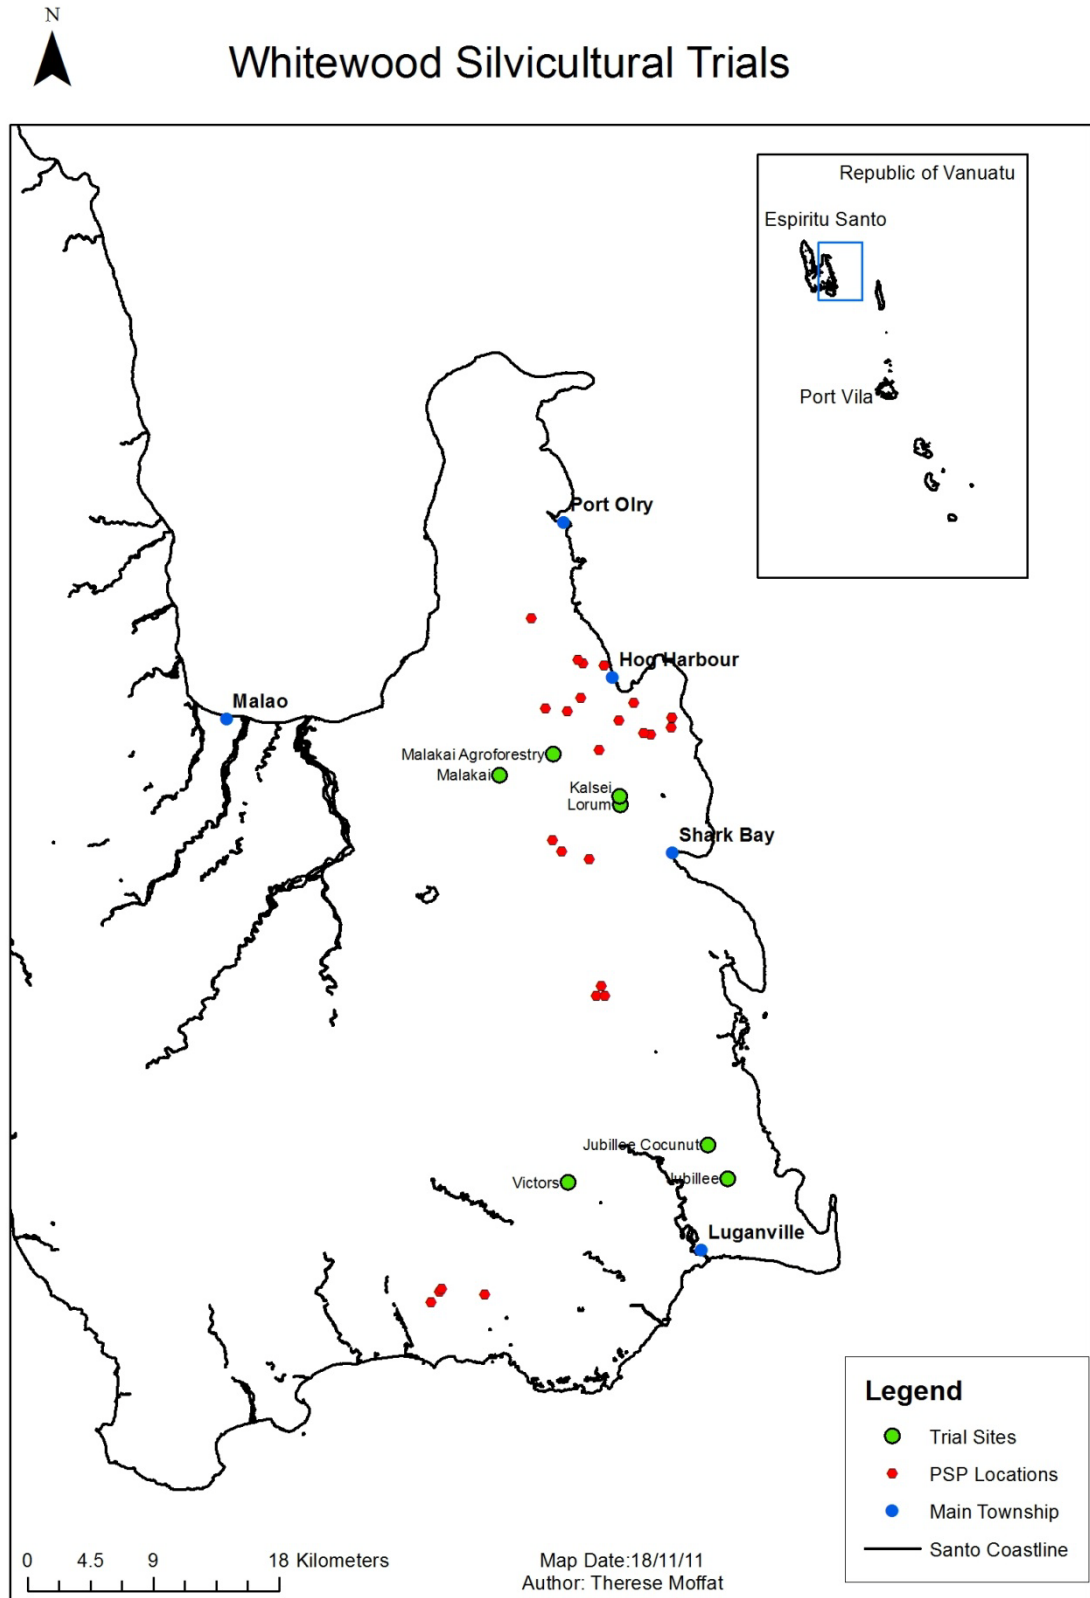 N
Whitewood Silvicultural Trials
Republic of Vanuatu
Espiritu Santo
Port Vila
Port Olry
Hog Harbour
Malao
Malakai Agroforestry
Malakai
Kalsei
Lorum
Shark Bay
Jubillee Cocunut
Jubillee
Victors
Luganville
Legend
Trial Sites
PSP Locations
Main Township
Santo Coastline
0 4.5 9 18 Kilometers
Map Date:18/11/11
Author: Therese Moffat